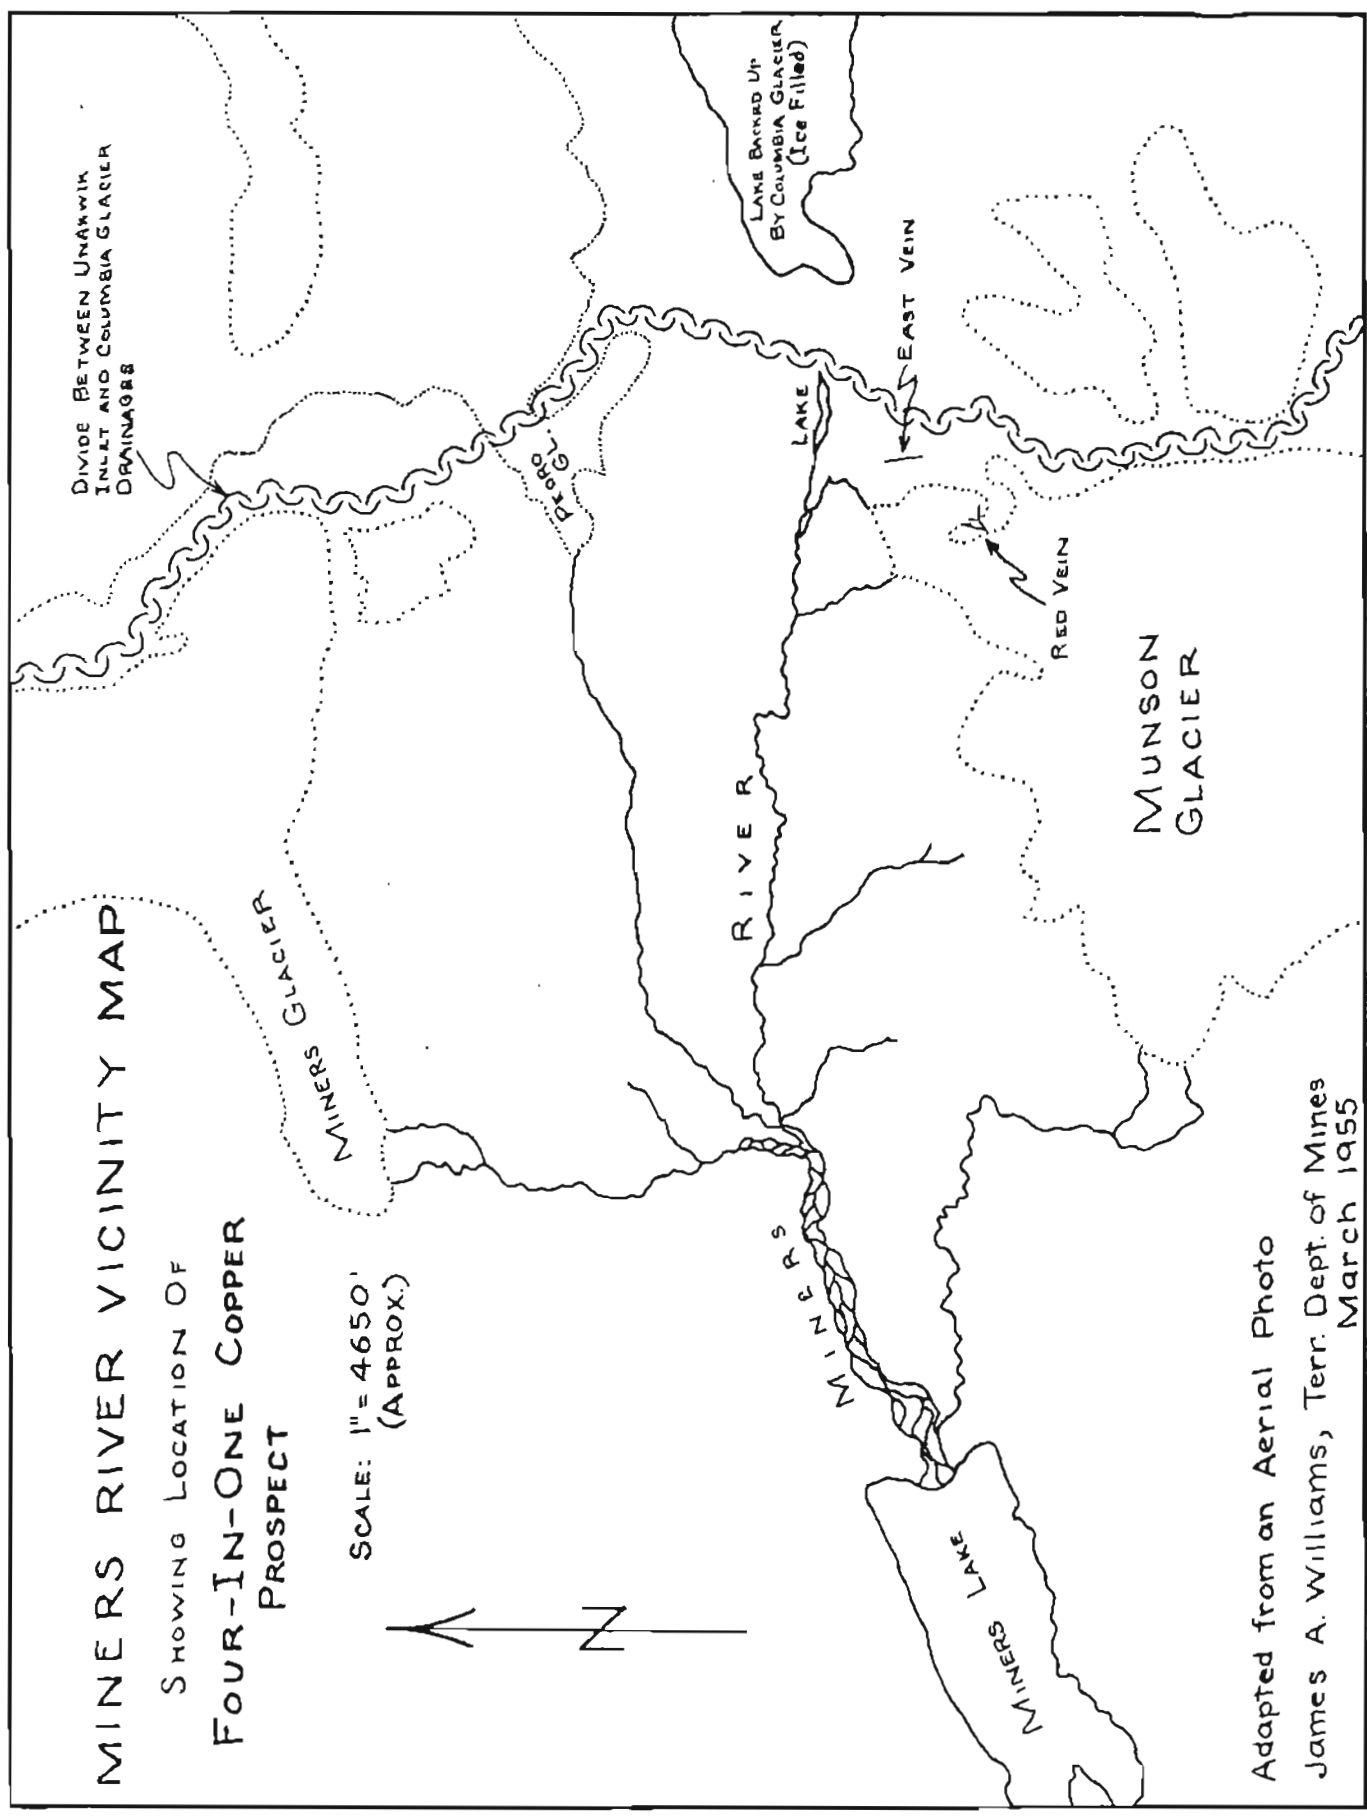 MINERS RIVER VICINITY MAP
SHOWING LOCATION OF
FOUR-IN-ONE COPPER
PROSPECT
SCALE: 1"= 4650'
(APPROX.)
N
DIVIDE BETWEEN UNAKWIK
INLET AND COLUMBIA GLACIER
DRAINAGES
MINERS GLACIER
PEDRO
GL.
LAKE BACKED UP
BY COLUMBIA GLACIER
(Ice Filled)
LAKE
EAST VEIN
RED VEIN
MINERS RIVER
MUNSON
GLACIER
MINERS LAKE
Adapted from an Aerial Photo
James A. Williams, Terr. Dept. of Mines
March 1955